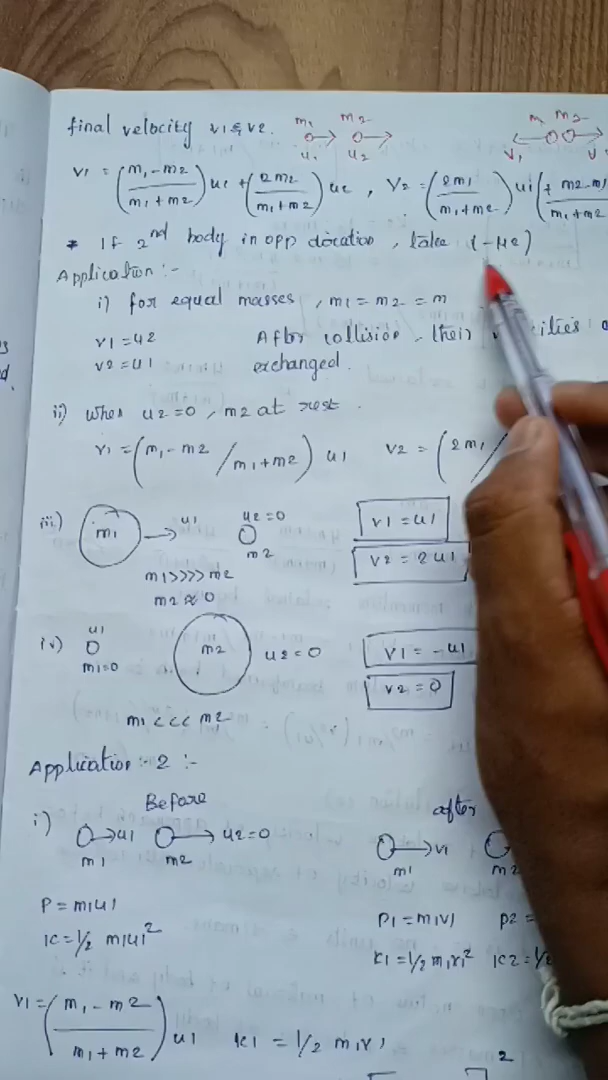 final velocity v1 & v2.
m1 m2
u1 u2
m m2
v1 v
v1 = (m1-m2 / m1+m2) u1 + (2m2 / m1+m2) u2 , v2 = (2m1 / m1+m2) u1 (+ m2-m1 / m1+m2
* If 2nd body in opp direction , take (-u2)
Application :-
i) for equal masses , m1 = m2 = m
v1 = u2 After collision , their
v2 = u1 exchanged.
ii) when u2=0 , m2 at rest .
v1 = (m1-m2 / m1+m2) u1 v2 = (2m1 /
iii) m1 u1 u2=0 m2 v1 = u1
m1 >>>> m2 v2 = 2u1
m2 ≈ 0
iv) u1 m1=0 m2 u2=0 v1 = -u1
v2 = 0
m1 <<< m2
Application :- 2 :-
Before after
i) u1 u2=0 v1
m1 m2 m1 m2
P = m1u1 P1 = m1v1 P2 =
K = 1/2 m1u1² K1 = 1/2 m1v1² K2 = 1/2
v1 = (m1 - m2 / m1 + m2) u1 K1 = 1/2 m1v1
2